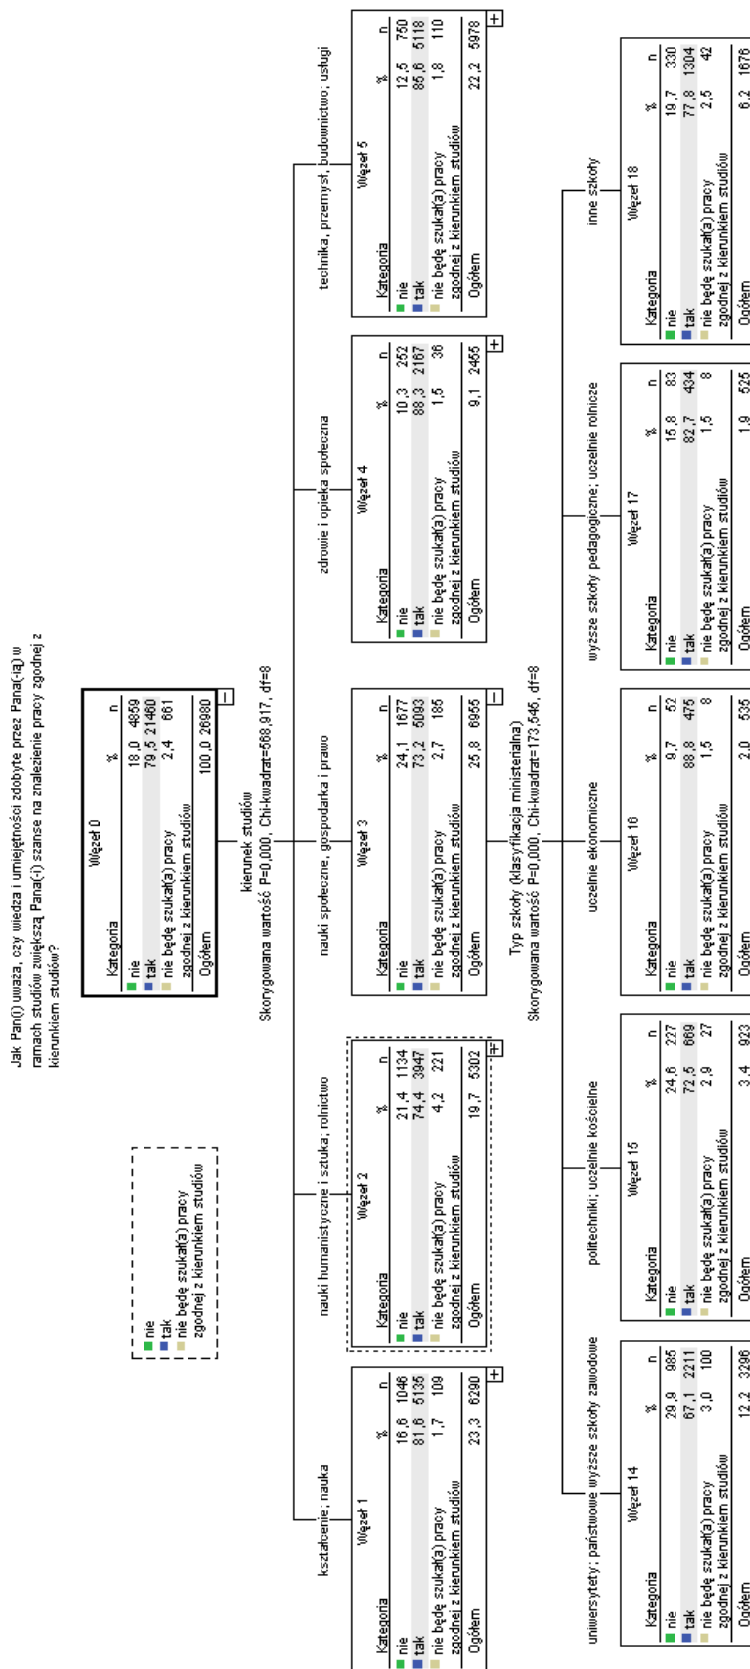 Jak Pan(i) uważa, czy wiedza i umiejętności zdobyte przez Pana(-ią) w
ramach studiów zwiększą Pana(-i) szanse na znalezienie pracy zgodnej z
kierunkiem studiów?
nie
tak
nie będę szukał(a) pracy
zgodnej z kierunkiem studiów
Węzeł 0
Kategoria % n
nie 18,0 4859
tak 79,5 21460
nie będę szukał(a) pracy 2,4 661
zgodnej z kierunkiem studiów
Ogółem 100,0 26980
kierunek studiów
Skorygowana wartość P=0,000, Chi-kwadrat=568,917, df=8
kształcenie; nauka
Węzeł 1
Kategoria % n
nie 16,6 1046
tak 81,6 5135
nie będę szukał(a) pracy 1,7 109
zgodnej z kierunkiem studiów
Ogółem 23,3 6290
nauki humanistyczne i sztuka; rolnictwo
Węzeł 2
Kategoria % n
nie 21,4 1134
tak 74,4 3947
nie będę szukał(a) pracy 4,2 221
zgodnej z kierunkiem studiów
Ogółem 19,7 5302
nauki społeczne, gospodarka i prawo
Węzeł 3
Kategoria % n
nie 24,1 1677
tak 73,2 5093
nie będę szukał(a) pracy 2,7 185
zgodnej z kierunkiem studiów
Ogółem 25,8 6955
zdrowie i opieka społeczna
Węzeł 4
Kategoria % n
nie 10,3 252
tak 88,3 2167
nie będę szukał(a) pracy 1,5 36
zgodnej z kierunkiem studiów
Ogółem 9,1 2455
technika, przemysł, budownictwo; usługi
Węzeł 5
Kategoria % n
nie 12,5 750
tak 85,6 5118
nie będę szukał(a) pracy 1,8 110
zgodnej z kierunkiem studiów
Ogółem 22,2 5978
Typ szkoły (klasyfikacja ministerialna)
Skorygowana wartość P=0,000, Chi-kwadrat=173,546, df=8
uniwersytety; państwowe wyższe szkoły zawodowe
Węzeł 14
Kategoria % n
nie 29,9 985
tak 67,1 2211
nie będę szukał(a) pracy 3,0 100
zgodnej z kierunkiem studiów
Ogółem 12,2 3296
politechniki; uczelnie kościelne
Węzeł 15
Kategoria % n
nie 24,6 227
tak 72,5 669
nie będę szukał(a) pracy 2,9 27
zgodnej z kierunkiem studiów
Ogółem 3,4 923
uczelnie ekonomiczne
Węzeł 16
Kategoria % n
nie 9,7 52
tak 88,8 475
nie będę szukał(a) pracy 1,5 8
zgodnej z kierunkiem studiów
Ogółem 2,0 535
wyższe szkoły pedagogiczne; uczelnie rolnicze
Węzeł 17
Kategoria % n
nie 15,8 83
tak 82,7 434
nie będę szukał(a) pracy 1,5 8
zgodnej z kierunkiem studiów
Ogółem 1,9 525
inne szkoły
Węzeł 18
Kategoria % n
nie 19,7 330
tak 77,8 1304
nie będę szukał(a) pracy 2,5 42
zgodnej z kierunkiem studiów
Ogółem 6,2 1676